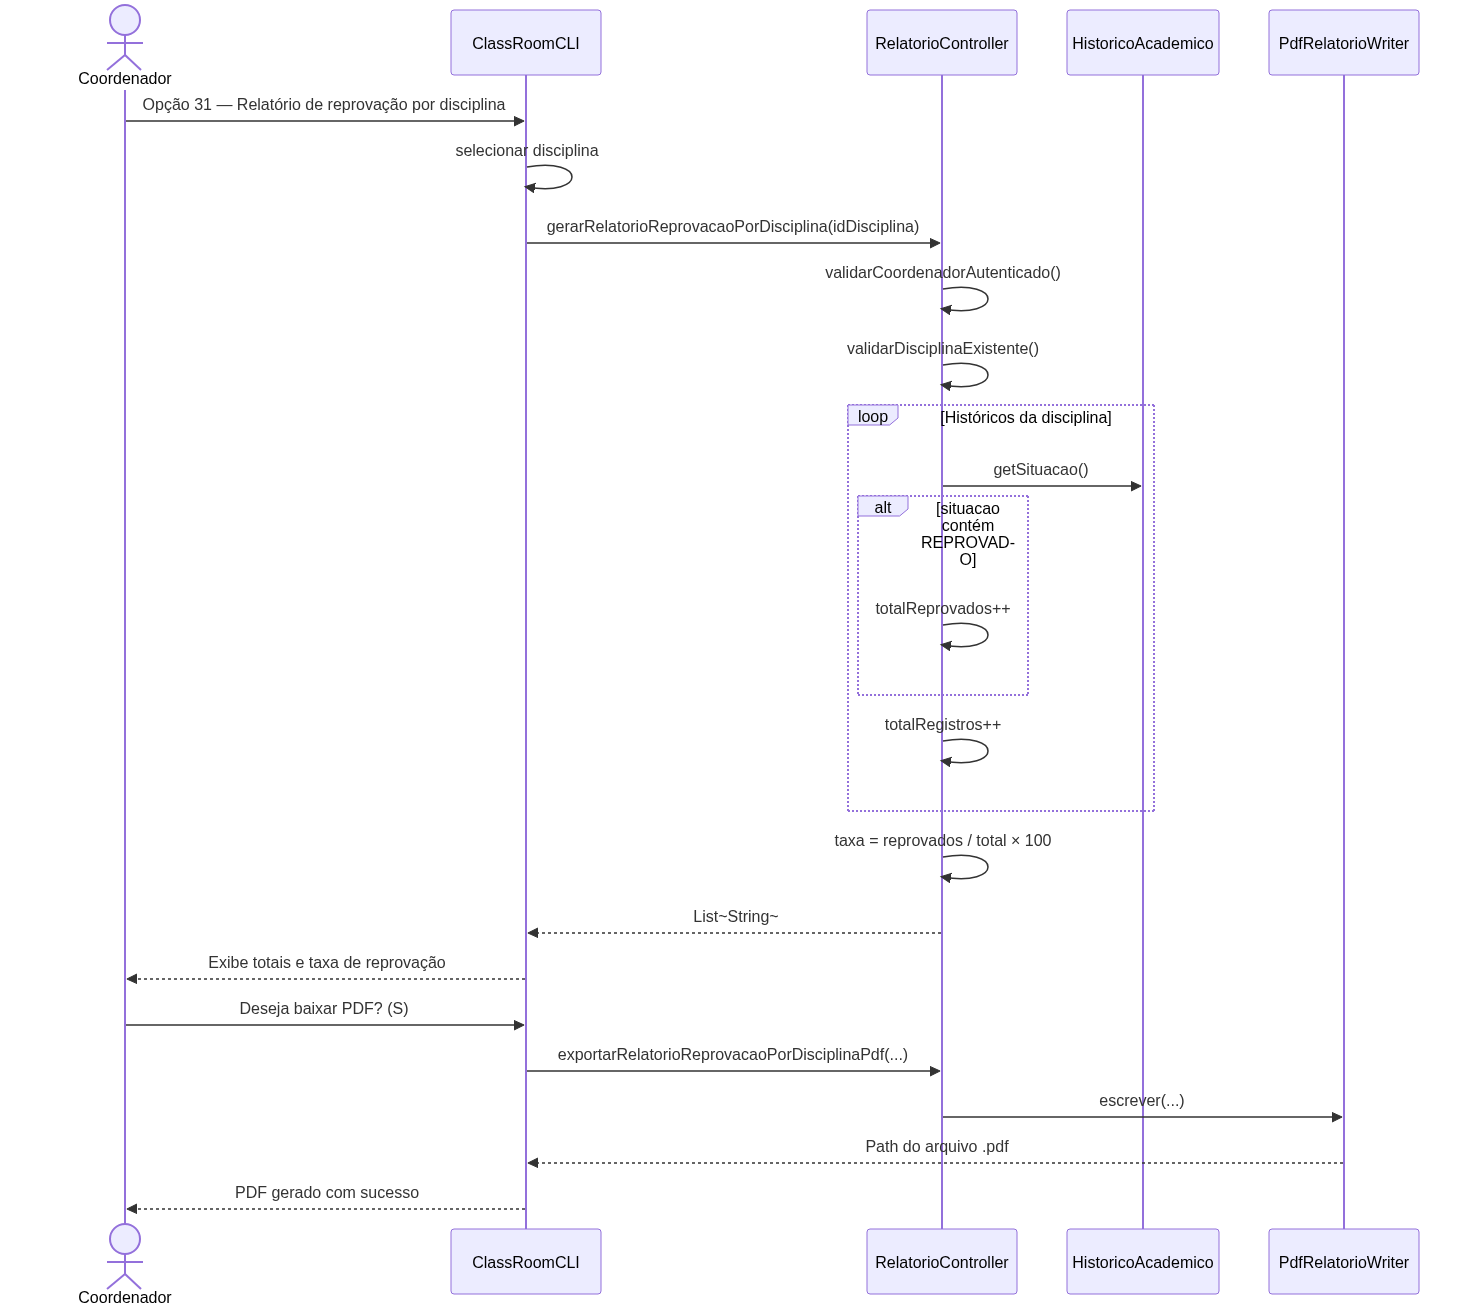 Coordenador
ClassRoomCLI
RelatorioController
HistoricoAcademico
PdfRelatorioWriter
Opção 31 — Relatório de reprovação por disciplina
selecionar disciplina
gerarRelatorioReprovacaoPorDisciplina(idDisciplina)
validarCoordenadorAutenticado()
validarDisciplinaExistente()
loop
[Históricos da disciplina]
getSituacao()
alt
[situacao
contém
REPROVAD-
O]
totalReprovados++
totalRegistros++
taxa = reprovados / total × 100
List~String~
Exibe totais e taxa de reprovação
Deseja baixar PDF? (S)
exportarRelatorioReprovacaoPorDisciplinaPdf(...)
escrever(...)
Path do arquivo .pdf
PDF gerado com sucesso
Coordenador
ClassRoomCLI
RelatorioController
HistoricoAcademico
PdfRelatorioWriter